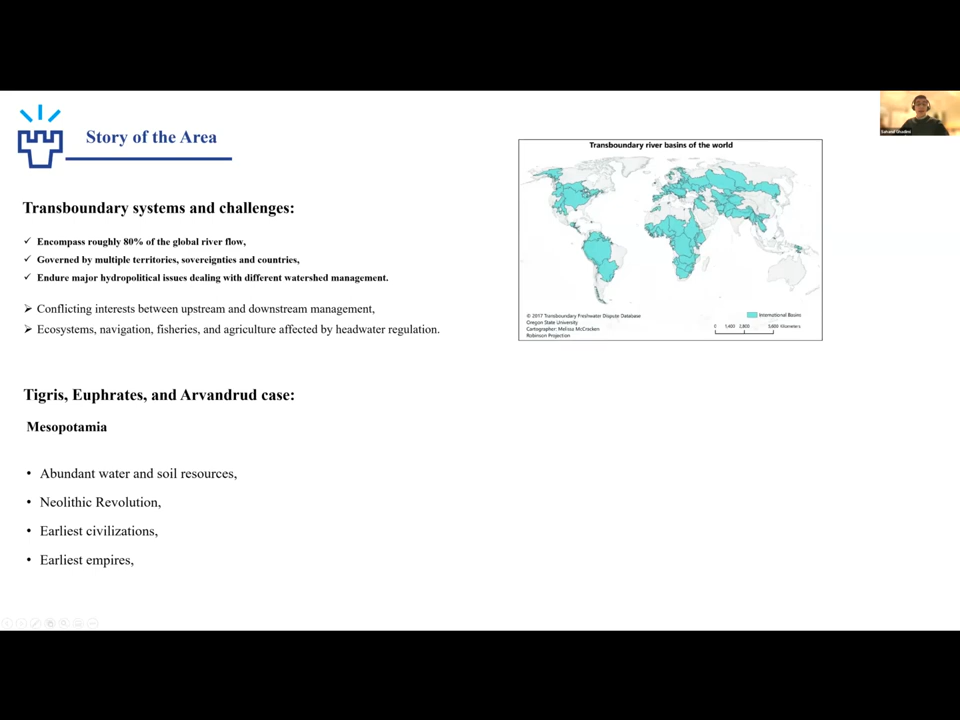 Story of the Area
Transboundary systems and challenges:
✓ Encompass roughly 80% of the global river flow,
✓ Governed by multiple territories, sovereignties and countries,
✓ Endure major hydropolitical issues dealing with different watershed management.
➢ Conflicting interests between upstream and downstream management,
➢ Ecosystems, navigation, fisheries, and agriculture affected by headwater regulation.
Transboundary river basins of the world
© 2017 Transboundary Freshwater Dispute Database
Oregon State University
Cartographer: Melissa McCracken
Robinson Projection
International Basins
0 1,400 2,800 5,600 Kilometers
Tigris, Euphrates, and Arvandrud case:
Mesopotamia
• Abundant water and soil resources,
• Neolithic Revolution,
• Earliest civilizations,
• Earliest empires,